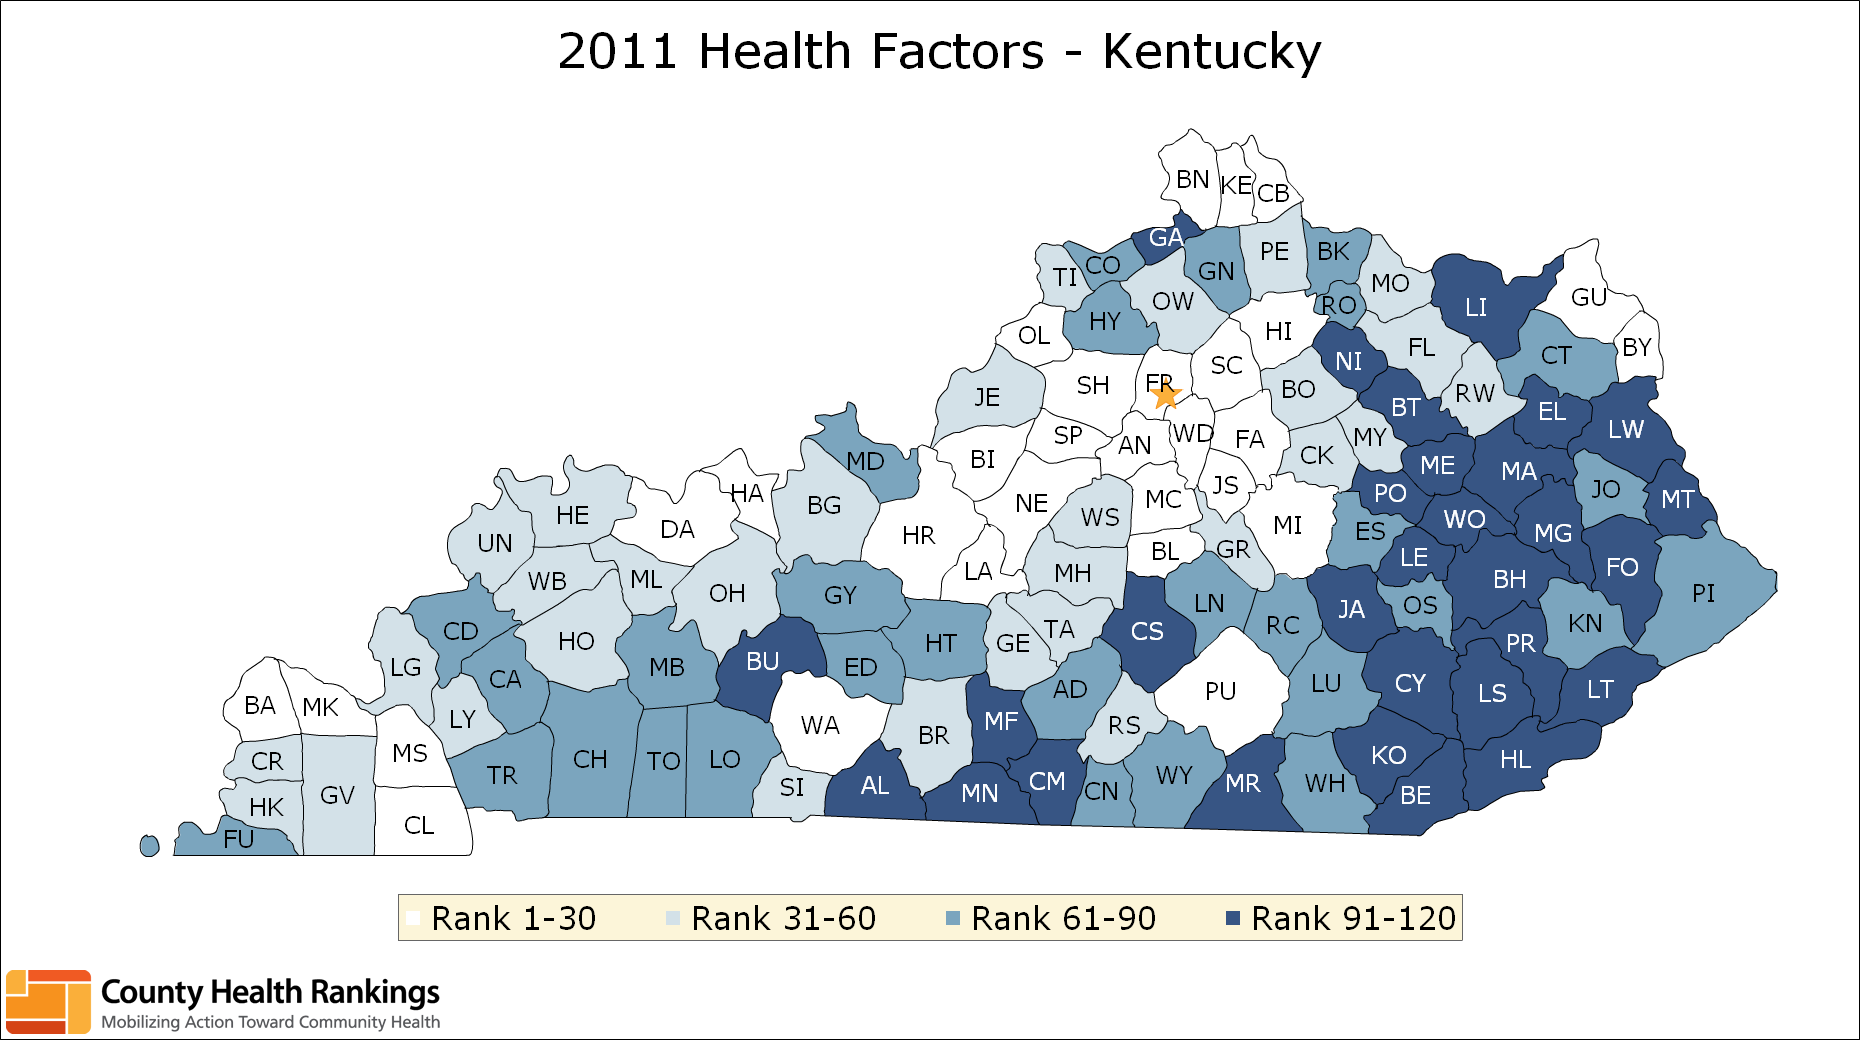 2011 Health Factors - Kentucky
BN KE CB
GA PE BK
TI CO GN MO
OW HY RO LI GU
OL HI
SH FR SC NI FL CT BY
JE BO RW
BT EL
SP AN WD FA MY LW
BI CK ME MA
MD
HA BG NE WS MC JS PO JO MT
HE DA HR MI WO
UN BL GR ES MG
WB ML LA MH LE FO
OH GY BH PI
LN OS
CD TA CS RC JA KN
HO HT GE PR
LG MB BU ED
CA AD PU LU CY LS LT
BA MK LY WA MF RS
BR
MS KO HL
CR CH TO LO
TR WY
GV SI AL MN CM CN MR WH BE
HK
CL
FU
Rank 1-30 Rank 31-60 Rank 61-90 Rank 91-120
County Health Rankings
Mobilizing Action Toward Community Health